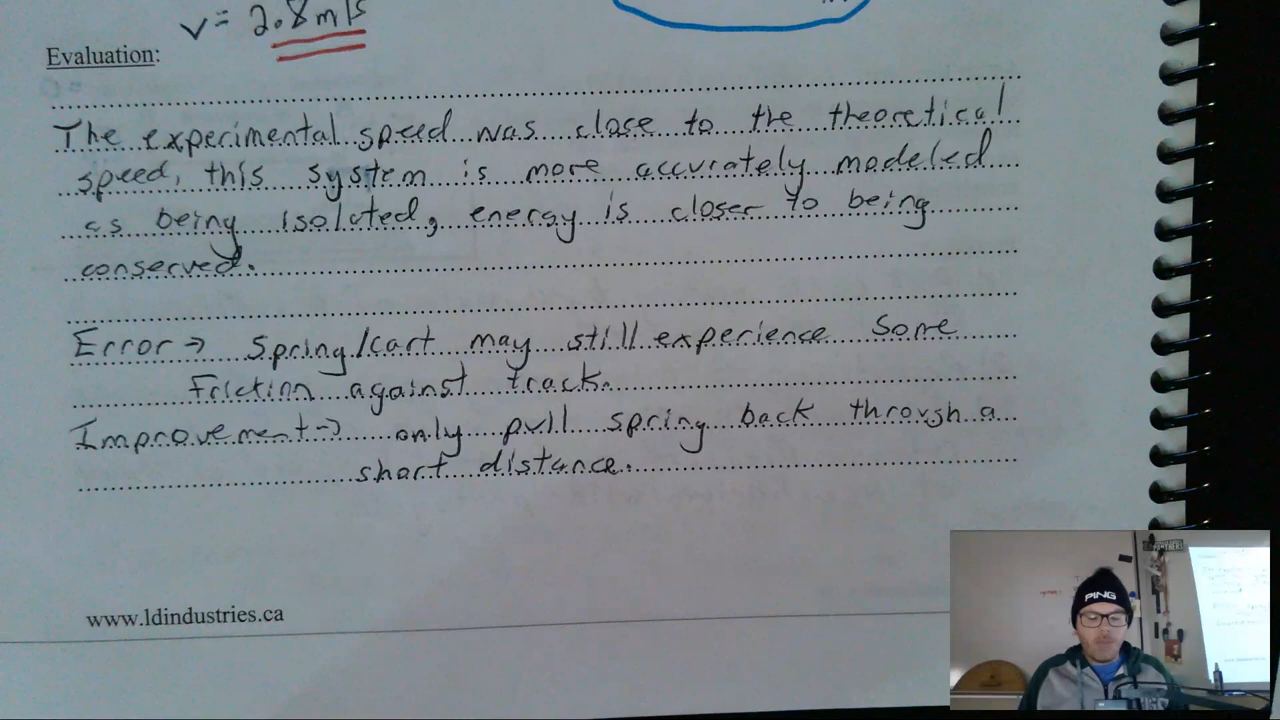 v = 2.8 m/s
Evaluation:
The experimental speed was close to the theoretical
speed, this system is more accurately modeled
as being isolated, energy is closer to being
conserved.
Error → Spring/cart may still experience some
friction against track.
Improvement → only pull spring back through a
short distance.
www.ldindustries.ca
PING